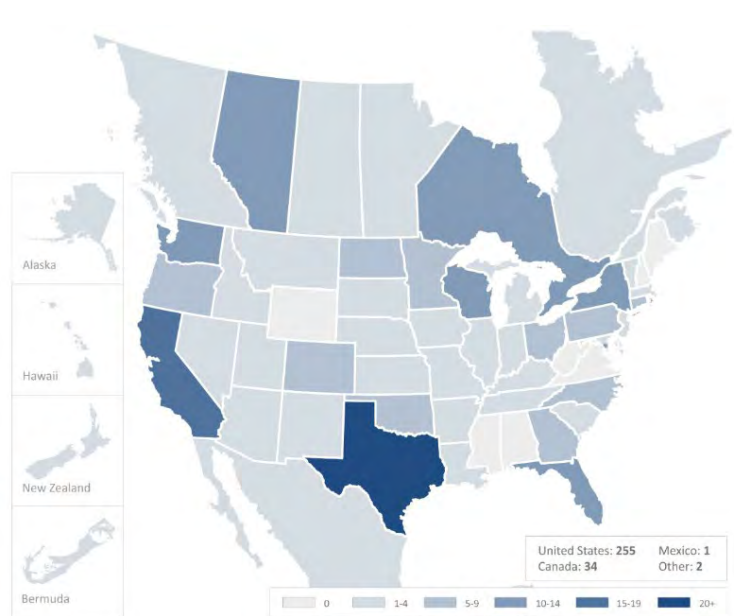 Alaska
Hawaii
New Zealand
Bermuda
United States: 255 Mexico: 1
Canada: 34 Other: 2
0 1-4 5-9 10-14 15-19 20+